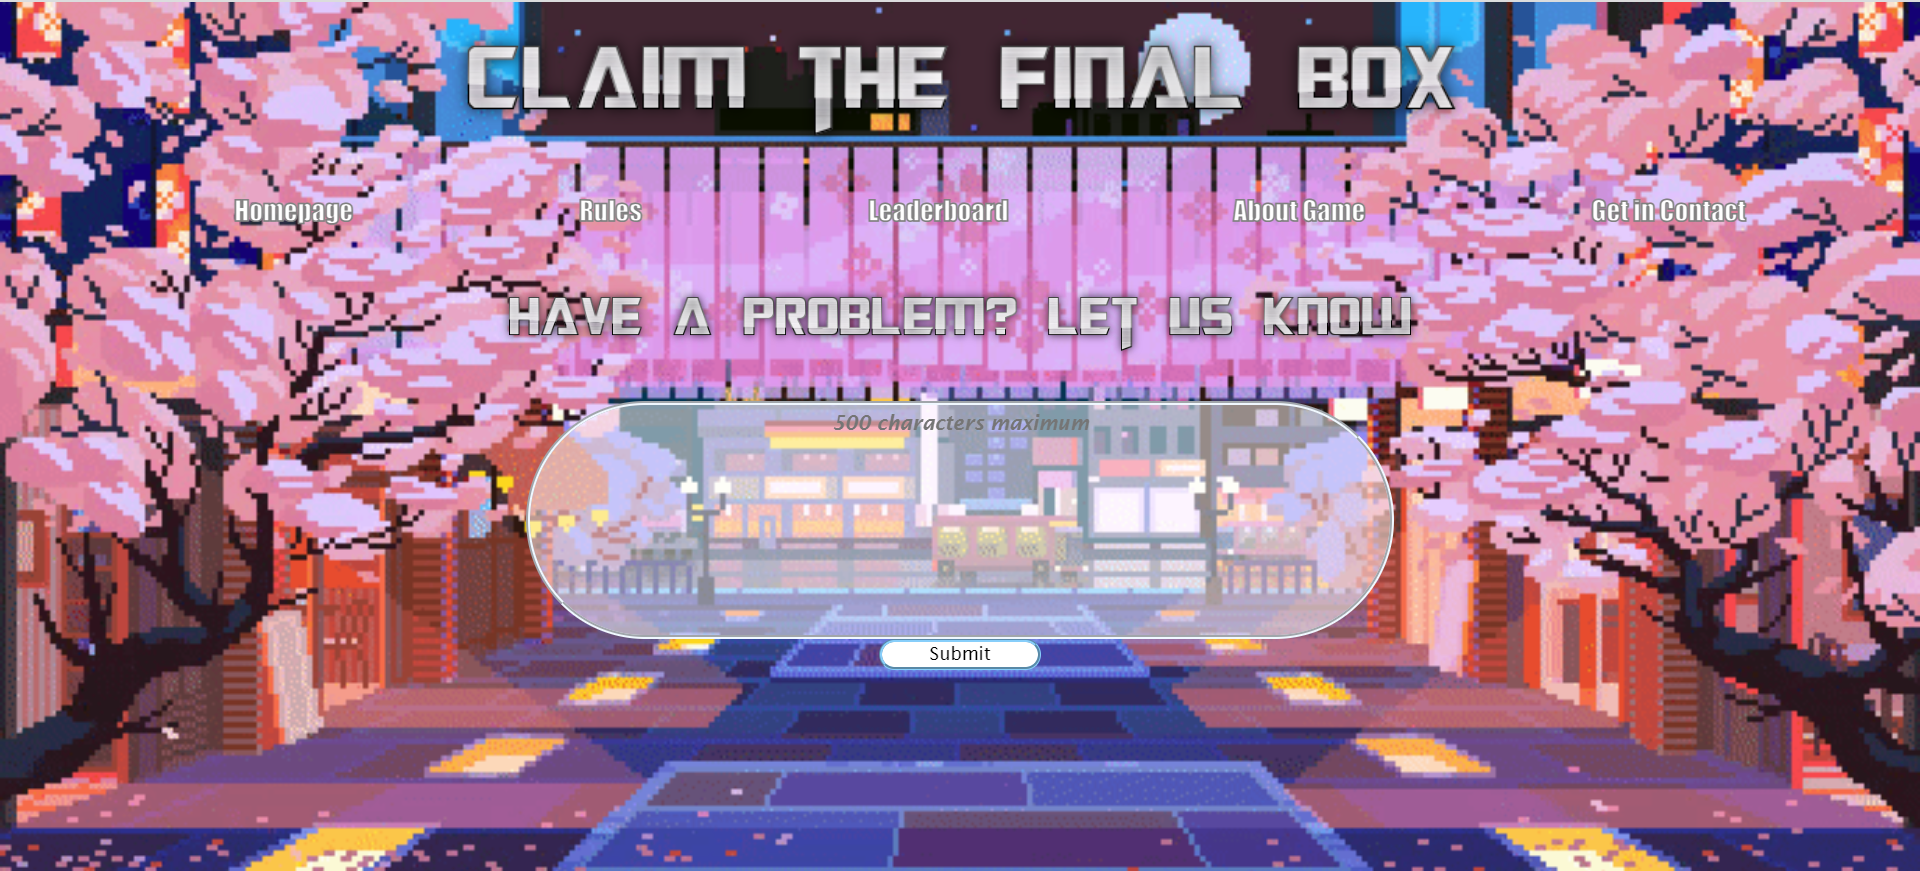 CLAIM THE FINAL BOX
Homepage Rules Leaderboard About Game Get in Contact
HAVE A PROBLEM? LET US KNOW
500 characters maximum
Submit